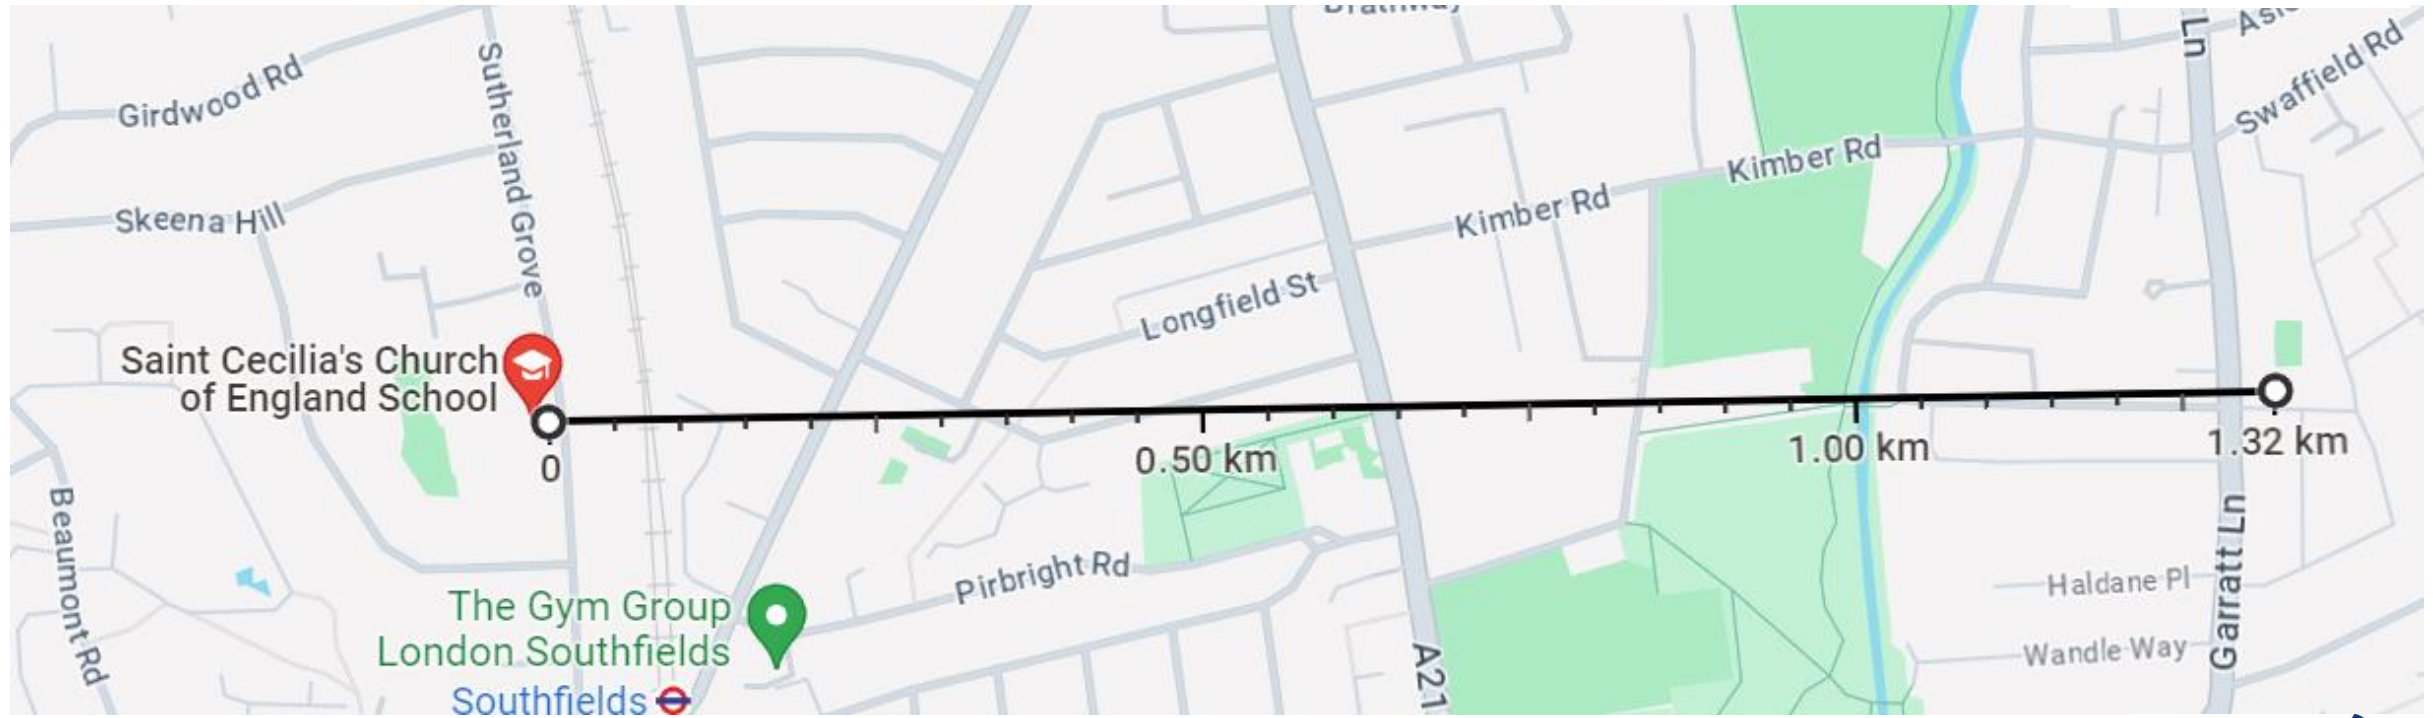 Girdwood Rd
Sutherland Grove
Skeena Hill
Saint Cecilia's Church
of England School
Beaumont Rd
The Gym Group
London Southfields
Southfields
Pirbright Rd
Longfield St
Kimber Rd
Kimber Rd
Ln
Swaffield Rd
0
0.50 km
1.00 km
1.32 km
A21
Haldane Pl
Wandle Way
Garratt Ln